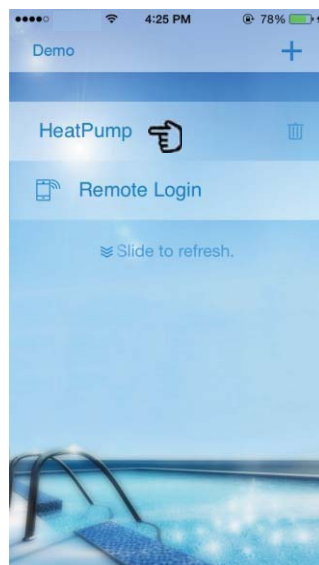 4:25 PM 78%
Demo
HeatPump
Remote Login
Slide to refresh.